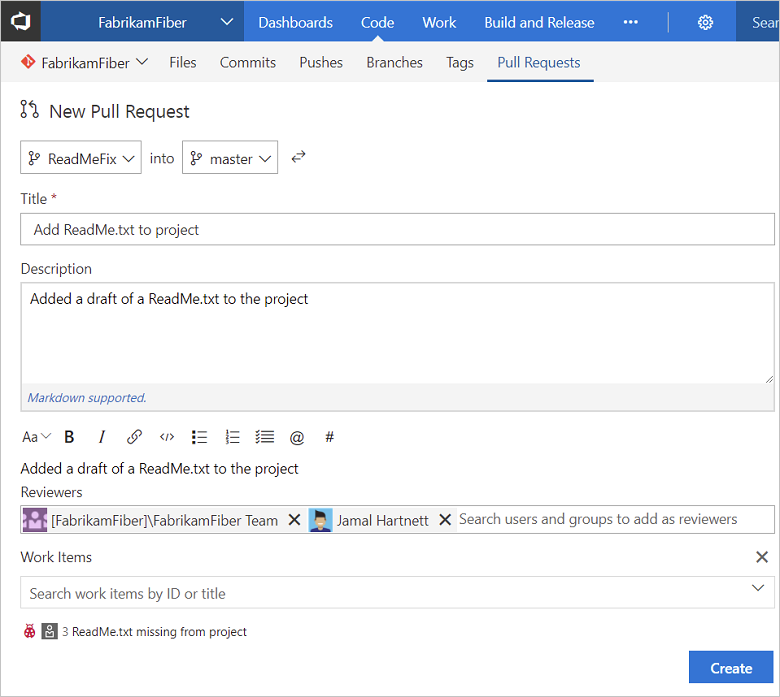 FabrikamFiber Dashboards Code Work Build and Release ••• Sear
FabrikamFiber Files Commits Pushes Branches Tags Pull Requests
New Pull Request
ReadMeFix into master
Title *
Add ReadMe.txt to project
Description
Added a draft of a ReadMe.txt to the project
Markdown supported.
Aa B I </> @ #
Added a draft of a ReadMe.txt to the project
Reviewers
[FabrikamFiber]\FabrikamFiber Team Jamal Hartnett Search users and groups to add as reviewers
Work Items
Search work items by ID or title
3 ReadMe.txt missing from project
Create